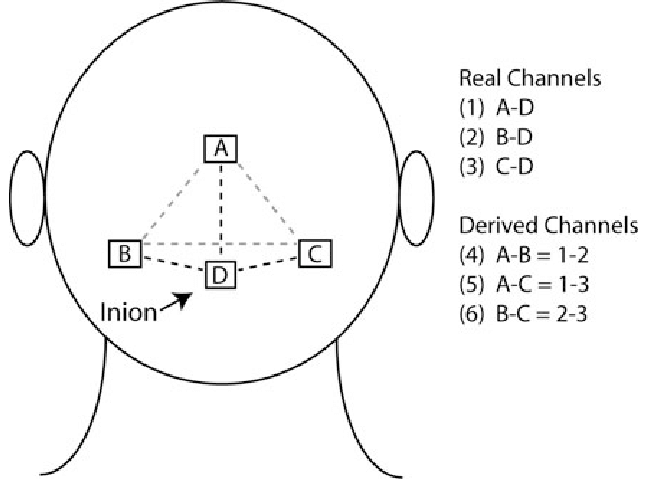 A
B
C
D
Inion
Real Channels
(1) A-D
(2) B-D
(3) C-D
Derived Channels
(4) A-B = 1-2
(5) A-C = 1-3
(6) B-C = 2-3